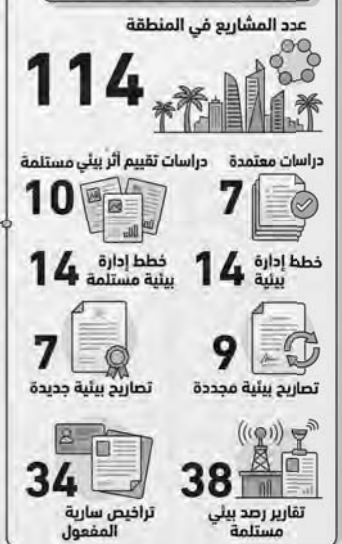 عدد المشاريع في المنطقة
114
دراسات معتمدة
7
دراسات تقييم أثر بيئي مستلمة
10
خطط إدارة
بيئية
14
خطط إدارة
بيئية مستلمة
14
9
تصاريح بيئية مجددة
7
تصاريح بيئية جديدة
38
تقارير رصد بيئي
مستلمة
34
تراخيص سارية
المفعول